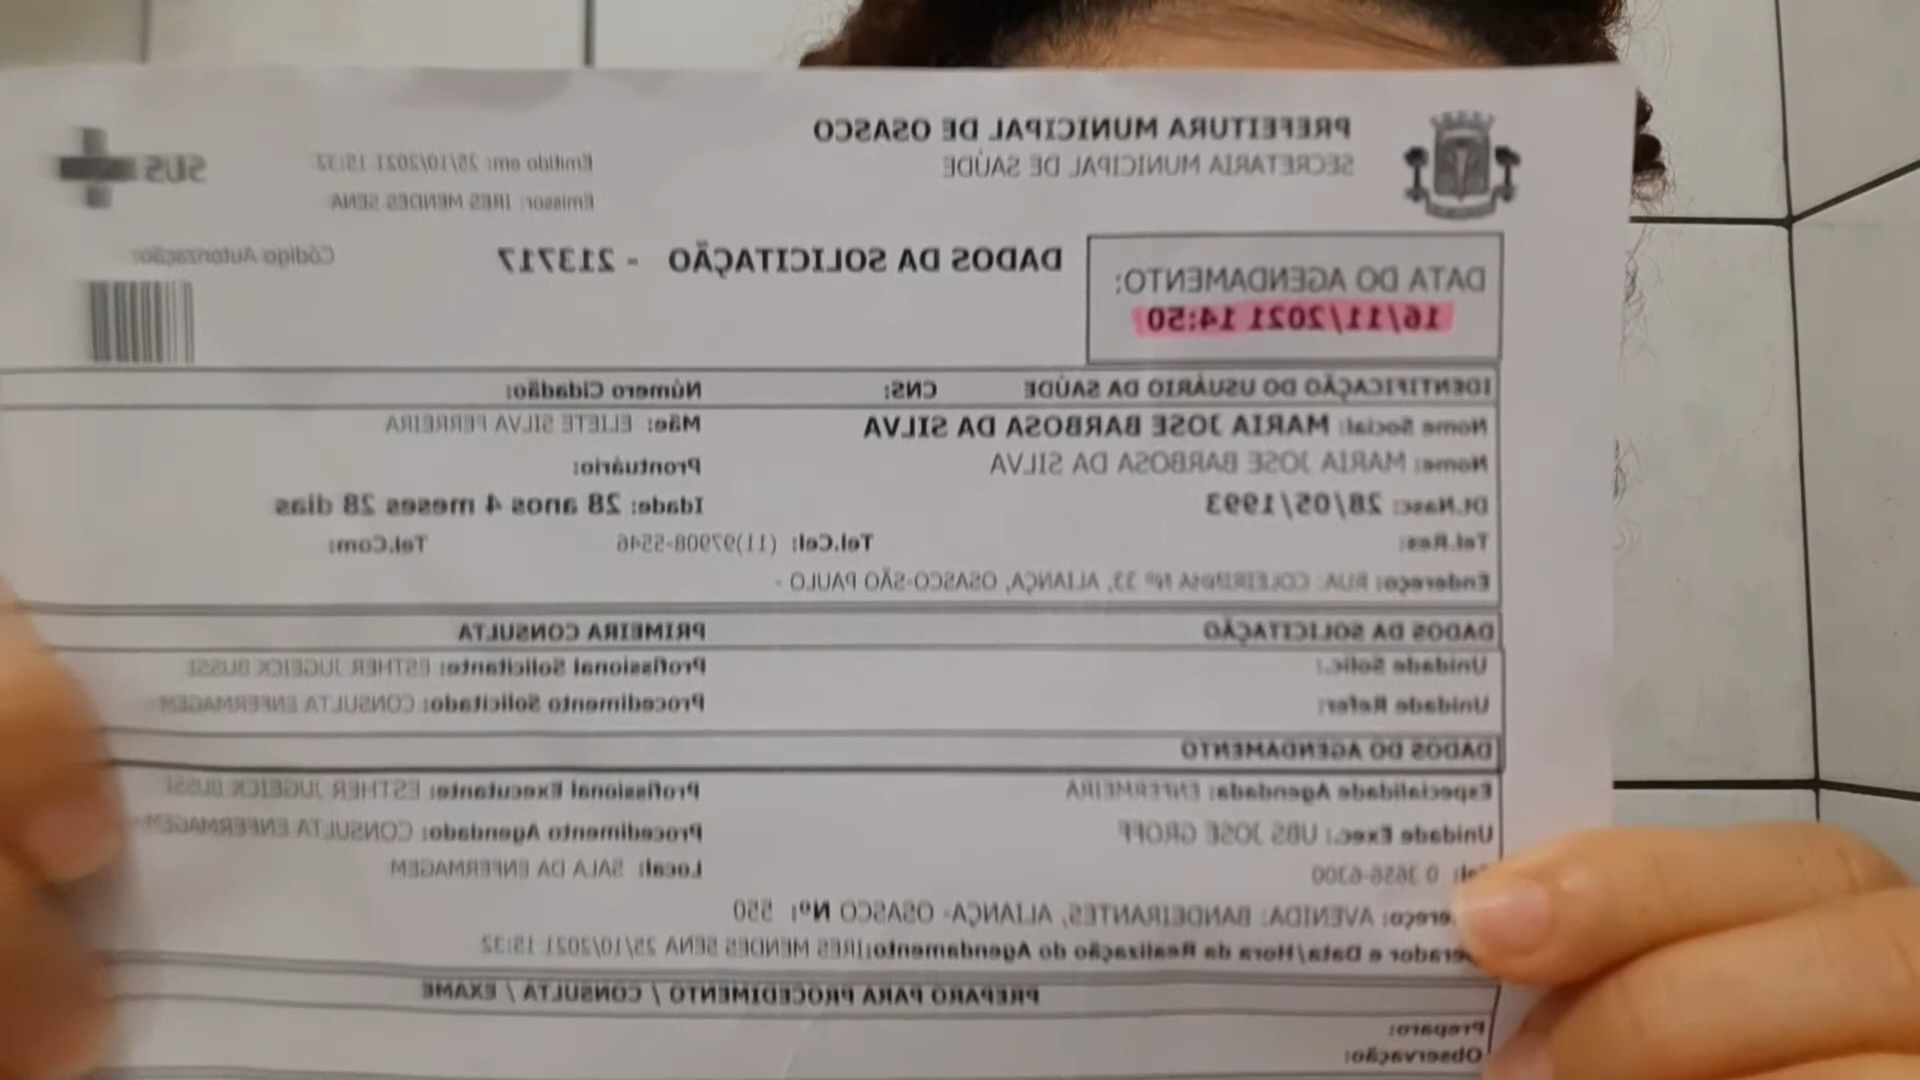 PREFEITURA MUNICIPAL DE OSASCO
SECRETARIA MUNICIPAL DE SAÚDE
Emitido em: 25/10/2021 15:32
Emissor: IRES MENDES SENA
SUS
DATA DO AGENDAMENTO:
16/11/2021 14:50
DADOS DA SOLICITAÇÃO - 213717
Código Autorização:
IDENTIFICAÇÃO DO USUÁRIO DA SAÚDE CNS: Número Cidadão:
Nome Social: MARIA JOSE BARBOSA DA SILVA Mãe: ELIETE SILVA FERREIRA
Nome: MARIA JOSE BARBOSA DA SILVA Prontuário:
Dt.Nasc: 28/05/1993 Idade: 28 anos 4 meses 28 dias
Tel.Res: Tel.Cel: (11)97908-5546 Tel.Com:
Endereço: RUA: COLEIRINHA Nº 33, ALIANÇA, OSASCO-SÃO PAULO -
DADOS DA SOLICITAÇÃO PRIMEIRA CONSULTA
Unidade Solic.: Profissional Solicitante: ESTHER JUGEICK BUSSE
Unidade Refer: Procedimento Solicitado: CONSULTA ENFERMAGEM
DADOS DO AGENDAMENTO
Especialidade Agendada: ENFERMEIRA Profissional Executante: ESTHER JUGEICK BUSSE
Unidade Exec.: UBS JOSE GROFF Procedimento Agendado: CONSULTA ENFERMAGEM
el: 0 3656-6300 Local: SALA DA ENFERMAGEM
ereço: AVENIDA: BANDEIRANTES, ALIANÇA- OSASCO Nº: 550
erador e Data/Hora da Realização do Agendamento: IRES MENDES SENA 25/10/2021 15:32
PREPARO PARA PROCEDIMENTO / CONSULTA / EXAME
Preparo:
Observação: